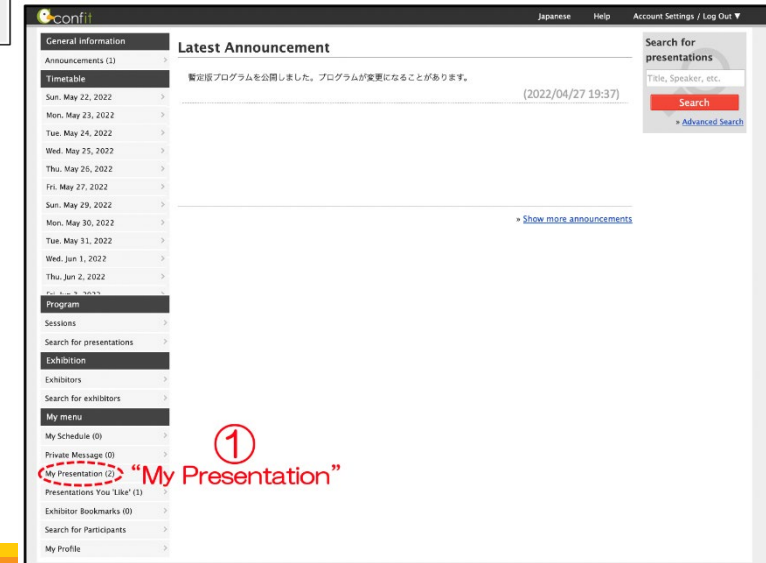 confit
Japanese Help Account Settings / Log Out ▼
General information
Announcements (1)
Timetable
Sun. May 22, 2022
Mon. May 23, 2022
Tue. May 24, 2022
Wed. May 25, 2022
Thu. May 26, 2022
Fri. May 27, 2022
Sun. May 29, 2022
Mon. May 30, 2022
Tue. May 31, 2022
Wed. Jun 1, 2022
Thu. Jun 2, 2022
Fri. Jun 3, 2022
Program
Sessions
Search for presentations
Exhibition
Exhibitors
Search for exhibitors
My menu
My Schedule (0)
Private Message (0)
My Presentation (2)
Presentations You 'Like' (1)
Exhibitor Bookmarks (0)
Search for Participants
My Profile
Latest Announcement
暫定版プログラムを公開しました。プログラムが変更になることがあります。
(2022/04/27 19:37)
» Show more announcements
①
“My Presentation”
Search for
presentations
Title, Speaker, etc.
Search
» Advanced Search